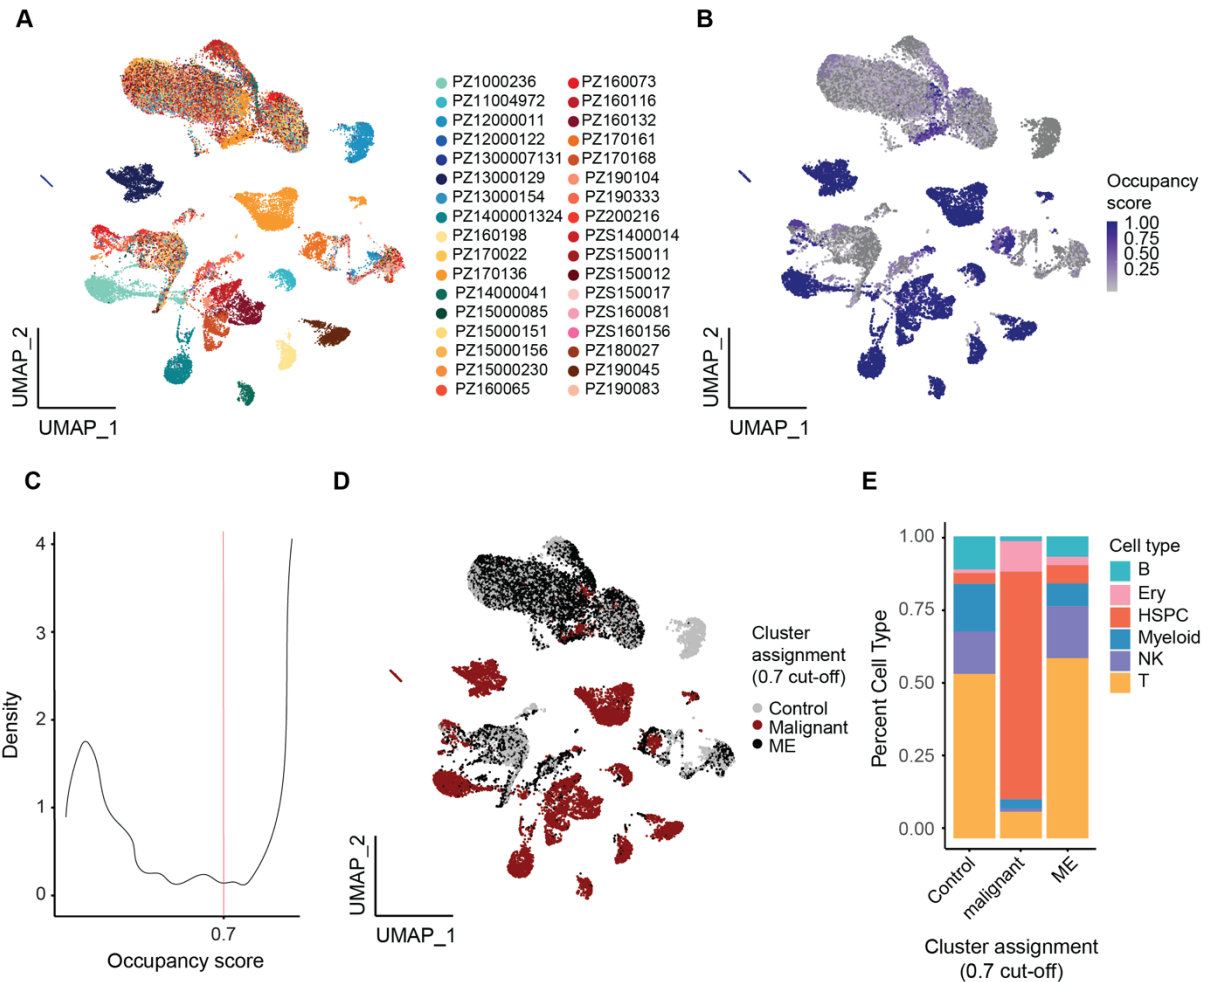 A
PZ1000236
PZ11004972
PZ12000011
PZ12000122
PZ1300007131
PZ13000129
PZ13000154
PZ1400001324
PZ160198
PZ170022
PZ170136
PZ14000041
PZ15000085
PZ15000151
PZ15000156
PZ15000230
PZ160065
PZ160073
PZ160116
PZ160132
PZ170161
PZ170168
PZ190104
PZ190333
PZ200216
PZS1400014
PZS150011
PZS150012
PZS150017
PZS160081
PZS160156
PZ180027
PZ190045
PZ190083
UMAP_2
UMAP_1
B
Occupancy
score
1.00
0.75
0.50
0.25
UMAP_2
UMAP_1
C
Density
4
3
2
1
0
0.7
Occupancy score
D
Cluster
assignment
(0.7 cut-off)
Control
Malignant
ME
UMAP_2
UMAP_1
E
Percent Cell Type
1.00
0.75
0.50
0.25
0.00
Control
malignant
ME
Cluster assignment
(0.7 cut-off)
Cell type
B
Ery
HSPC
Myeloid
NK
T